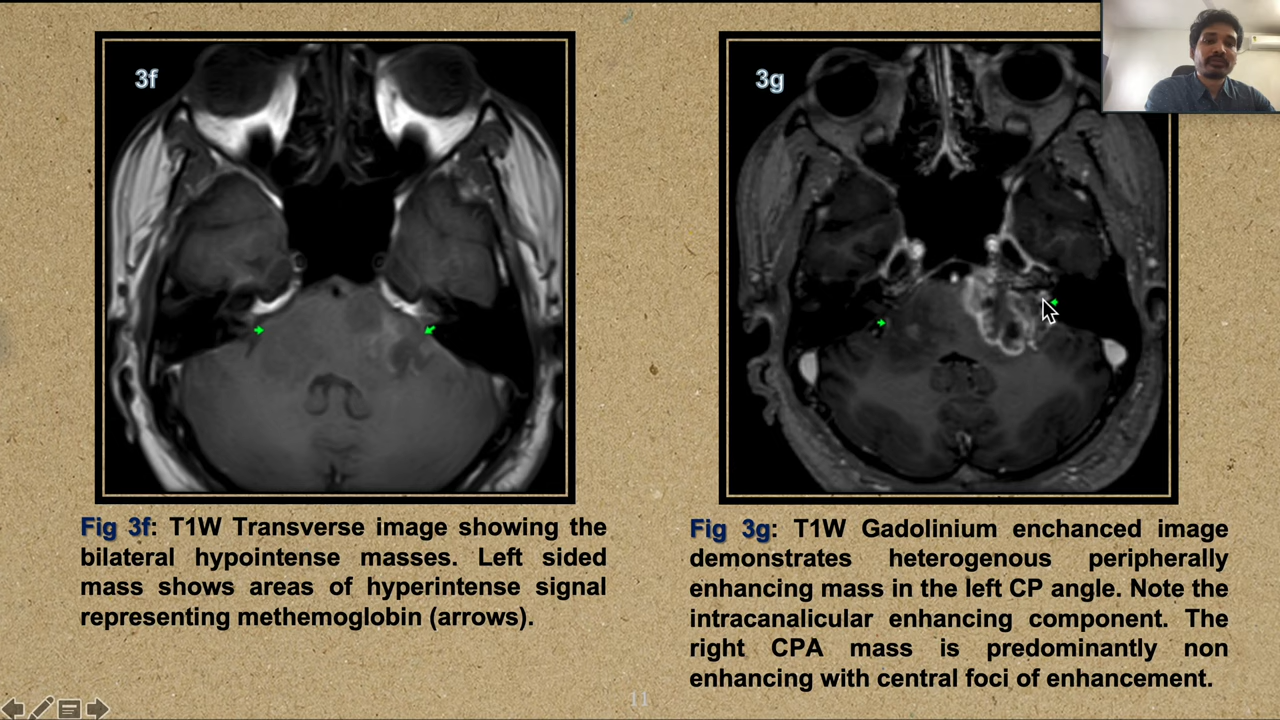 3f
3g
Fig 3f: T1W Transverse image showing the
bilateral hypointense masses. Left sided
mass shows areas of hyperintense signal
representing methemoglobin (arrows).
Fig 3g: T1W Gadolinium enchanced image
demonstrates heterogenous peripherally
enhancing mass in the left CP angle. Note the
intracanalicular enhancing component. The
right CPA mass is predominantly non
enhancing with central foci of enhancement.
11